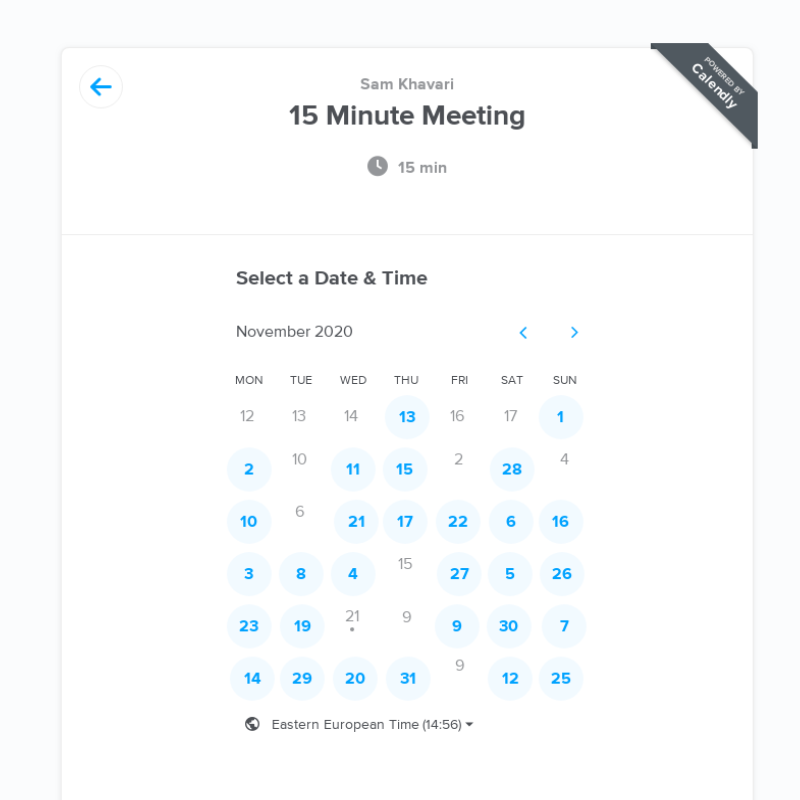 POWERED BY
Calendly
Sam Khavari
15 Minute Meeting
15 min
Select a Date & Time
November 2020
MON TUE WED THU FRI SAT SUN
12 13 14 13 16 17 1
2 10 11 15 2 28 4
10 6 21 17 22 6 16
3 8 4 15 27 5 26
23 19 21 9 9 30 7
14 29 20 31 9 12 25
Eastern European Time (14:56)